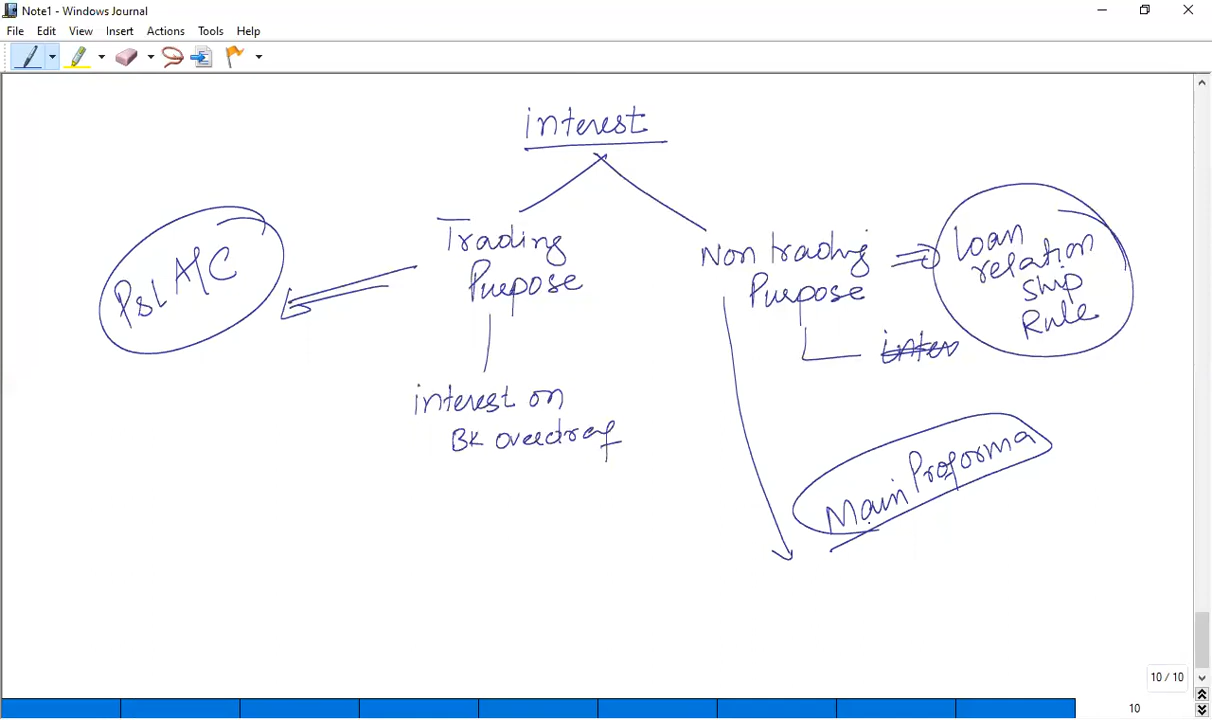 Note1 - Windows Journal
File Edit View Insert Actions Tools Help
interest
Trading
Purpose
Non trading
Purpose
Loan
relation
ship
Rule
P&L A/C
interest on
BK overdraf
Main Proforma
10 / 10
10